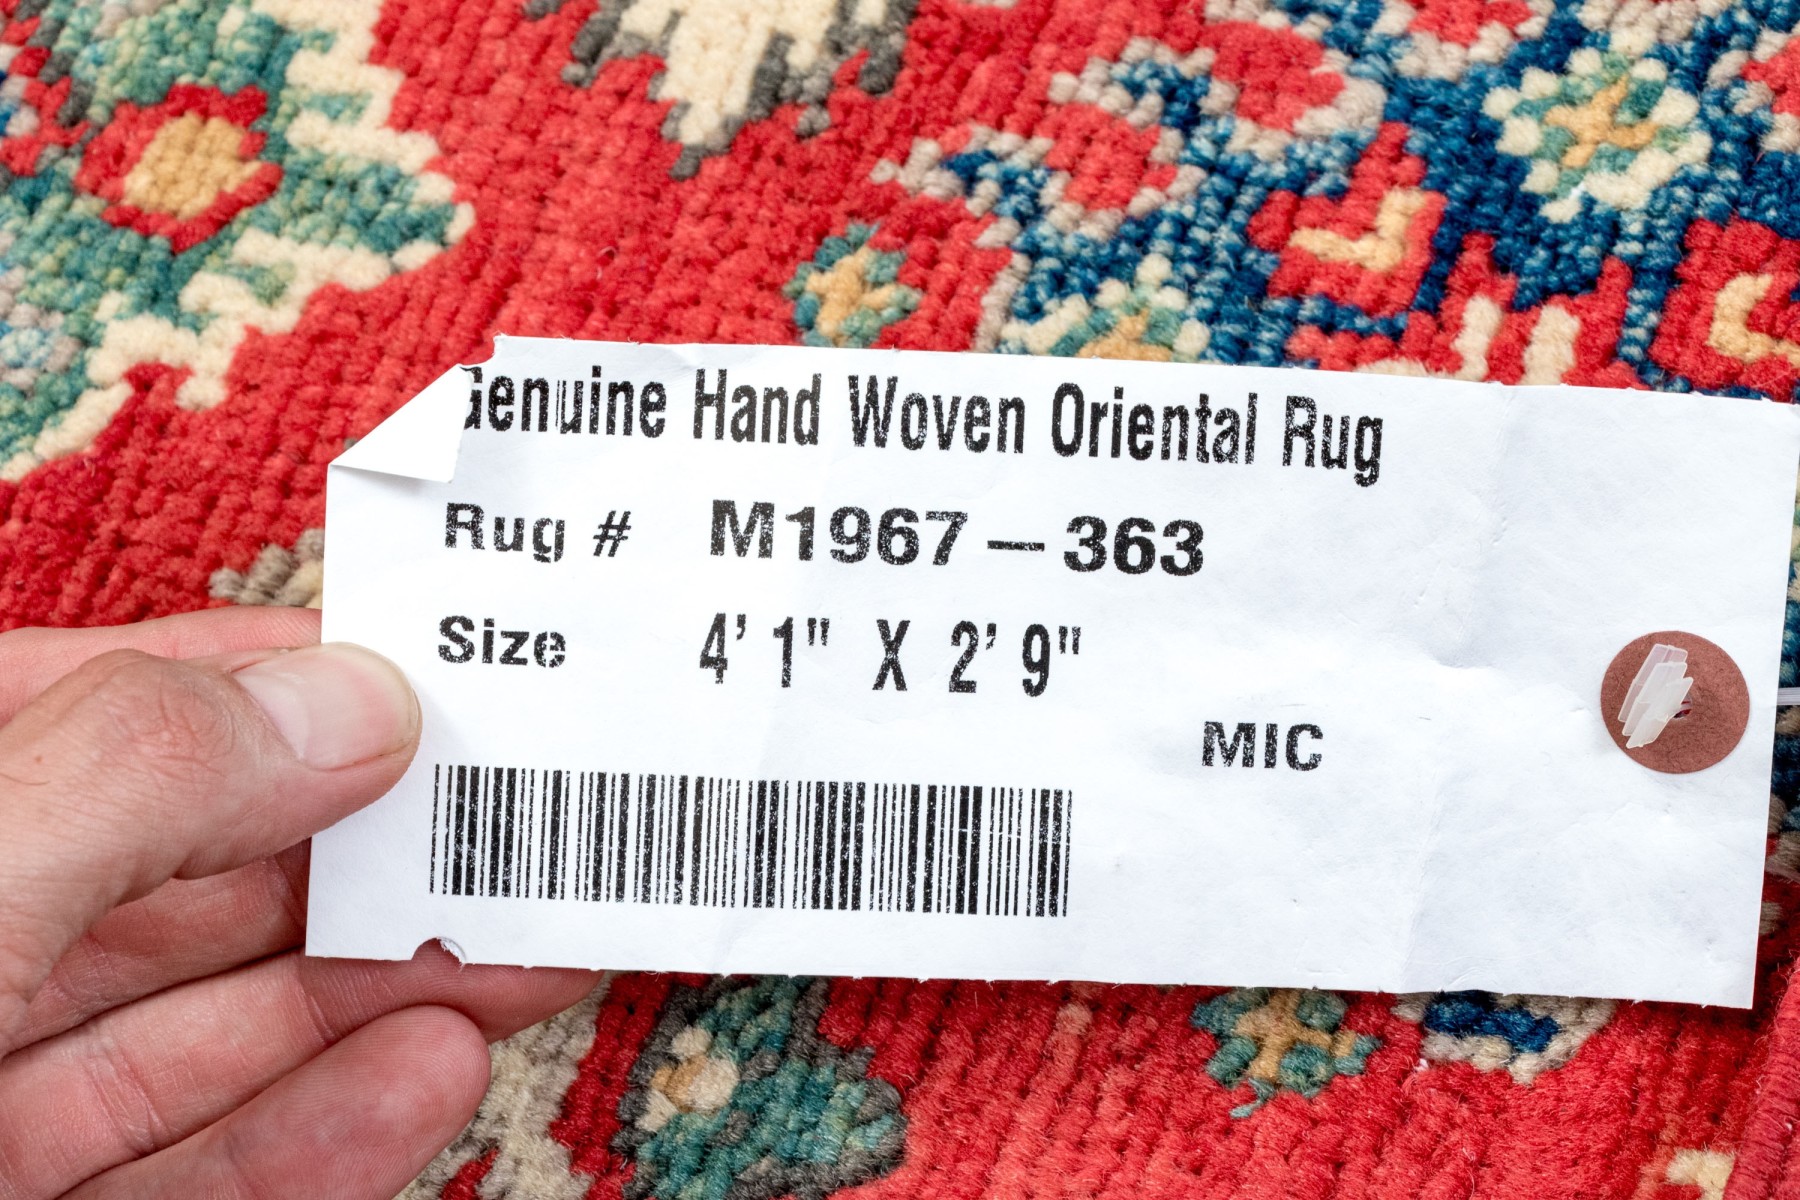 Genuine Hand Woven Oriental Rug
Rug # M1967-363
Size 4' 1" X 2' 9"
MIC